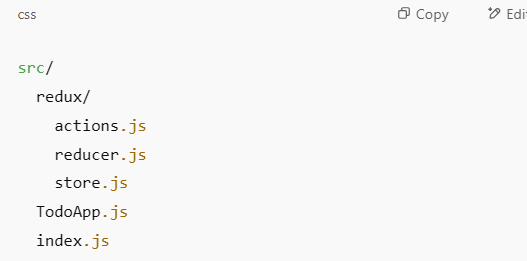 css
Copy
Edi
src/
redux/
actions.js
reducer.js
store.js
TodoApp.js
index.js